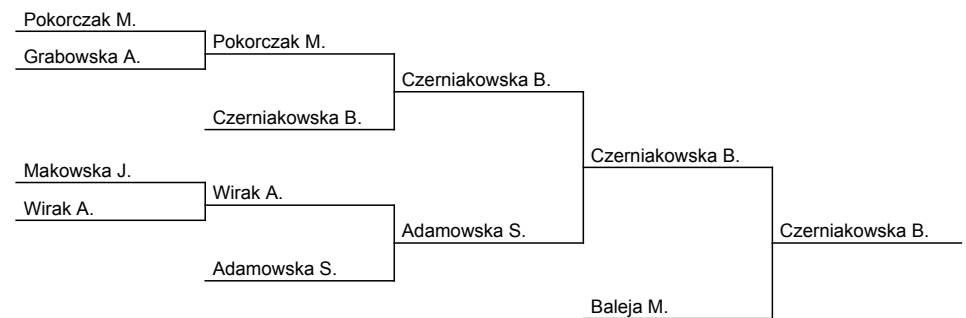 Pokorczak M.
Grabowska A.
Pokorczak M.
Czerniakowska B.
Czerniakowska B.
Makowska J.
Wirak A.
Wirak A.
Adamowska S.
Adamowska S.
Czerniakowska B.
Baleja M.
Czerniakowska B.